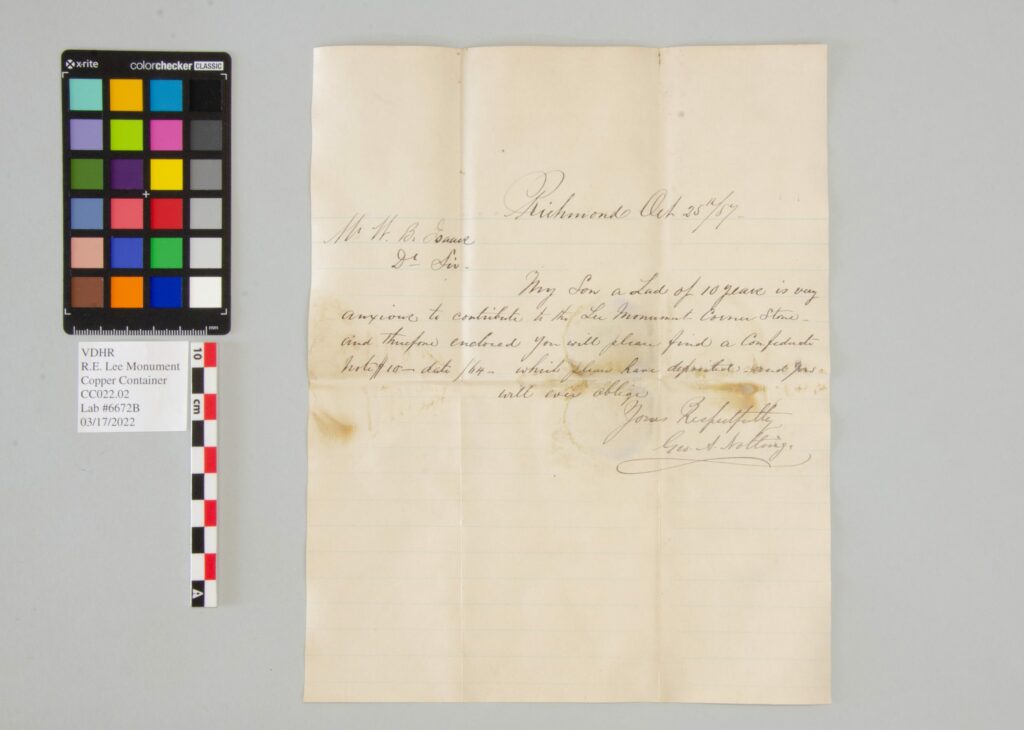 x-rite colorchecker CLASSIC
mm
VDHR
R.E. Lee Monument
Copper Container
CC022.02
Lab #6672B
03/17/2022
10
cm
A
Richmond Oct 25th/87
Mr W. B. Isaacs
Dr Sir-
My Son a Lad of 10 years is very
anxious to contribute to the Lee Monument Corner Stone
and therefore enclosed you will please find a Confederate
Note $10- date /64- which please have deposited and you
will ever oblige
Yours Respectfully
Geo. A. Nolting.